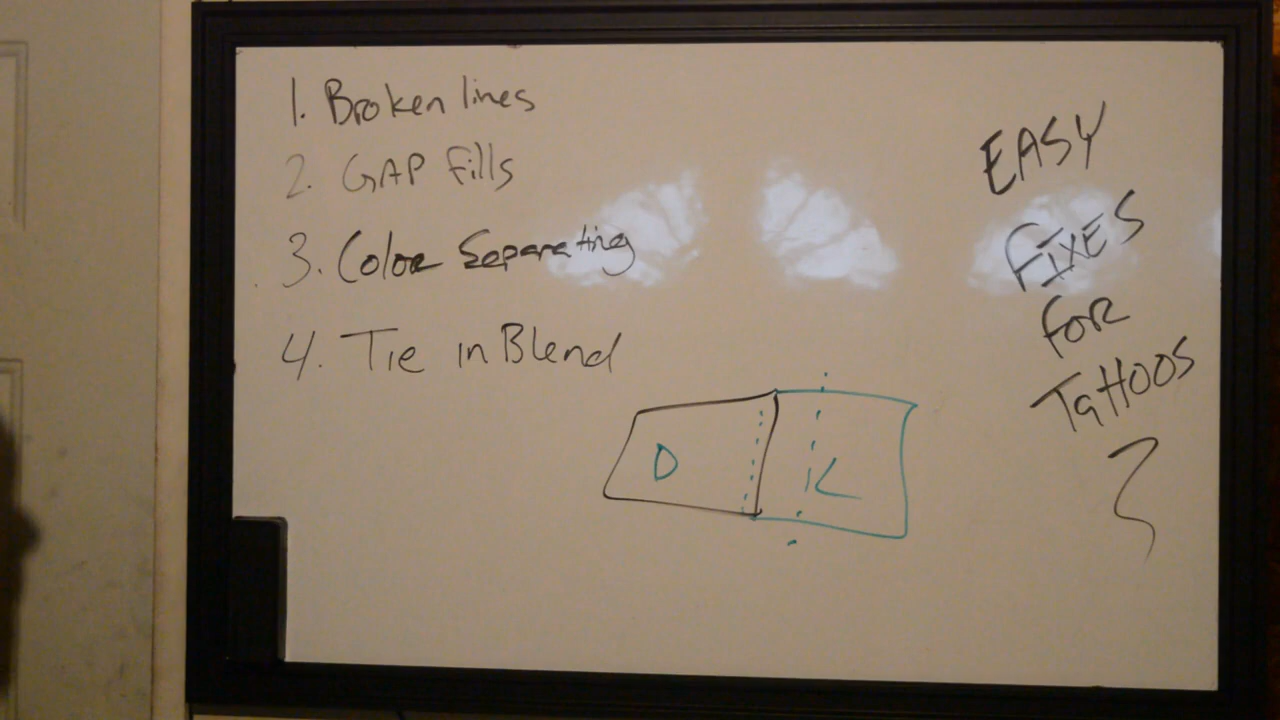 1. Broken lines
2. GAP fills
3. Color Separating
4. Tie in Blend
EASY
FIXES
FOR
TATTOOS
D
L